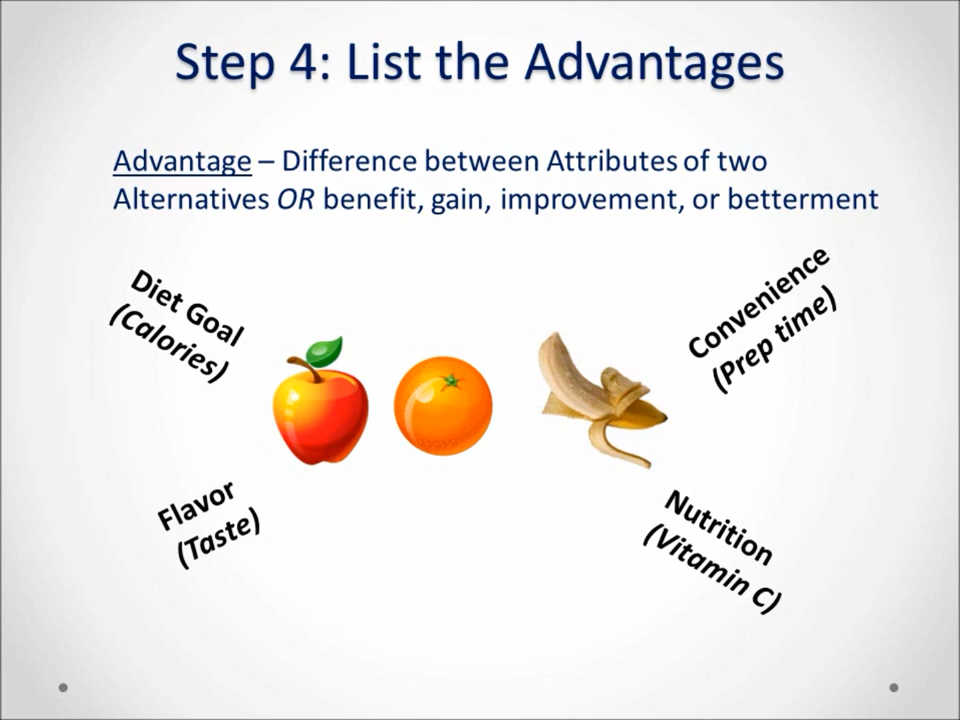 Step 4: List the Advantages
Advantage – Difference between Attributes of two
Alternatives OR benefit, gain, improvement, or betterment
Diet Goal
(Calories)
Convenience
(Prep time)
Flavor
(Taste)
Nutrition
(Vitamin C)